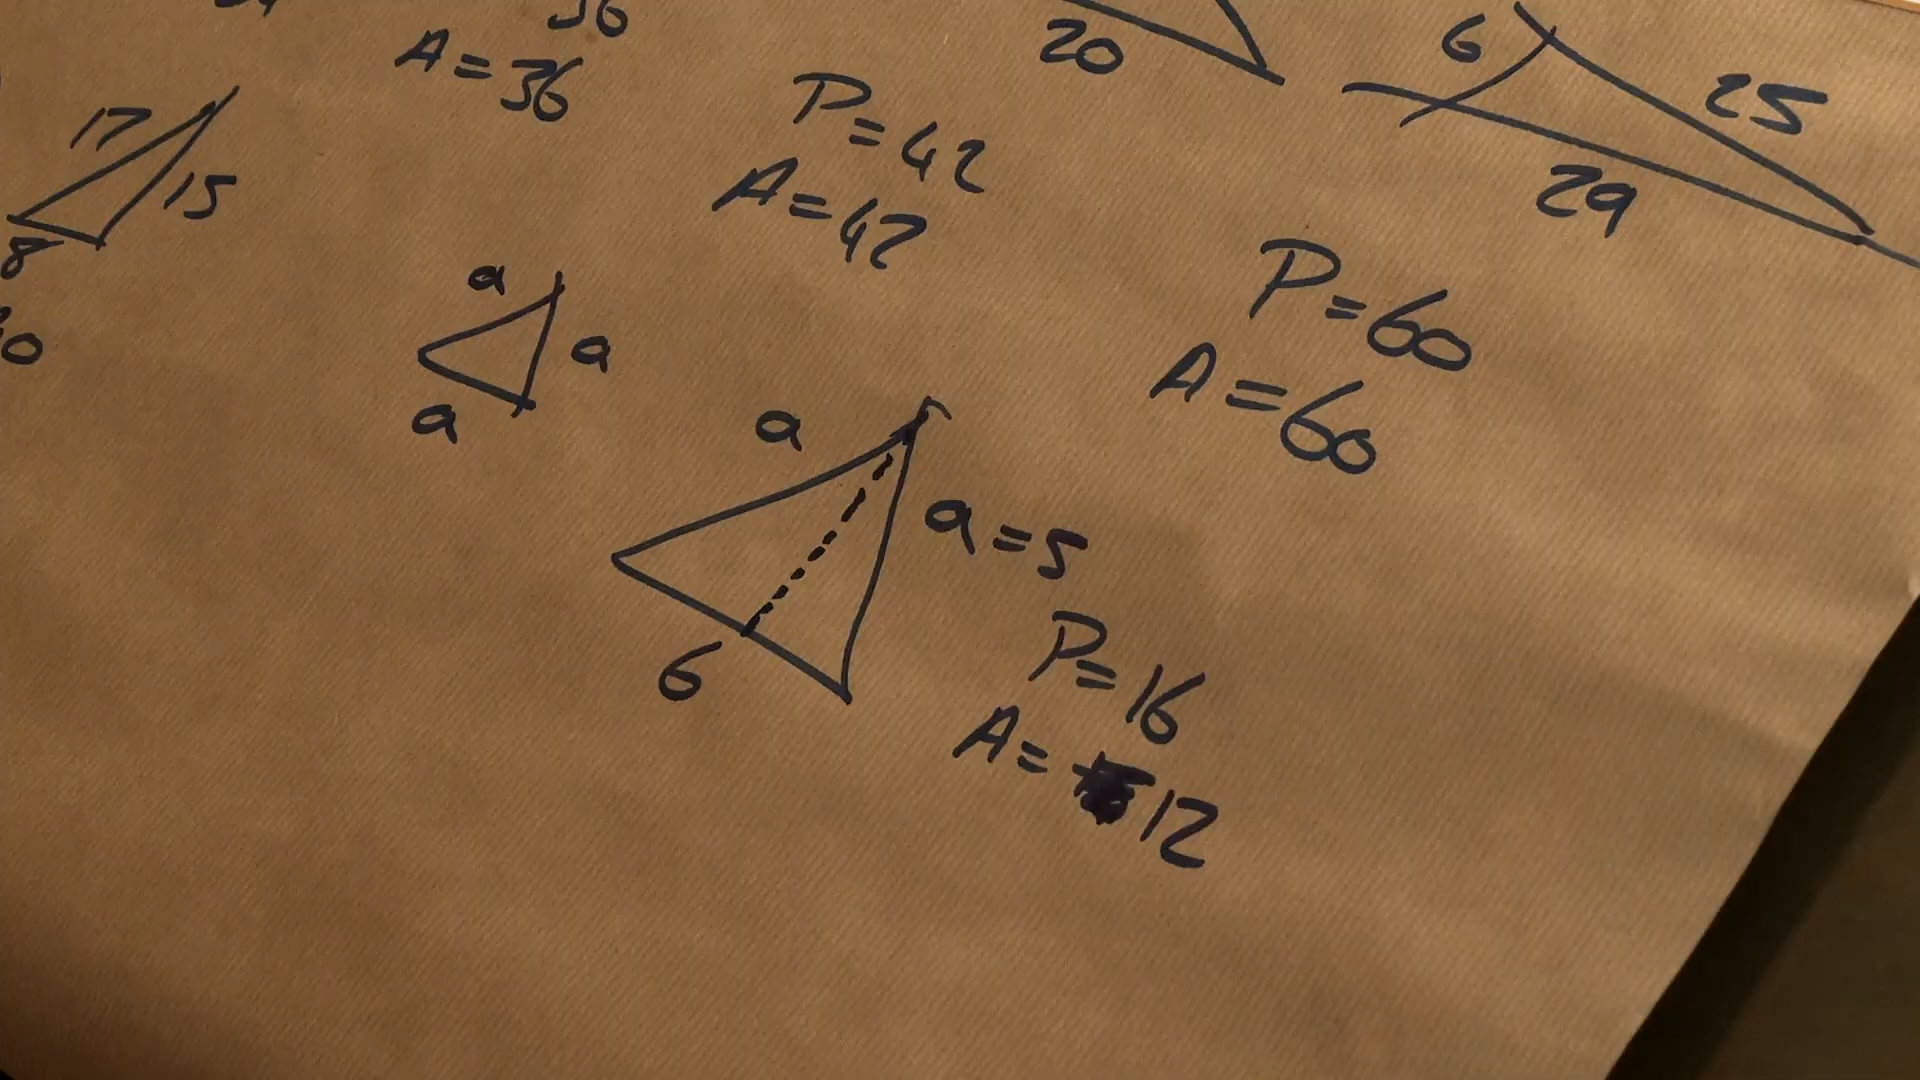 36
A = 36
20
6
25
29
17
15
8
P = 42
A = 42
P = 60
A = 60
a
a
a
a
a = 5
6
P = 16
A = 12